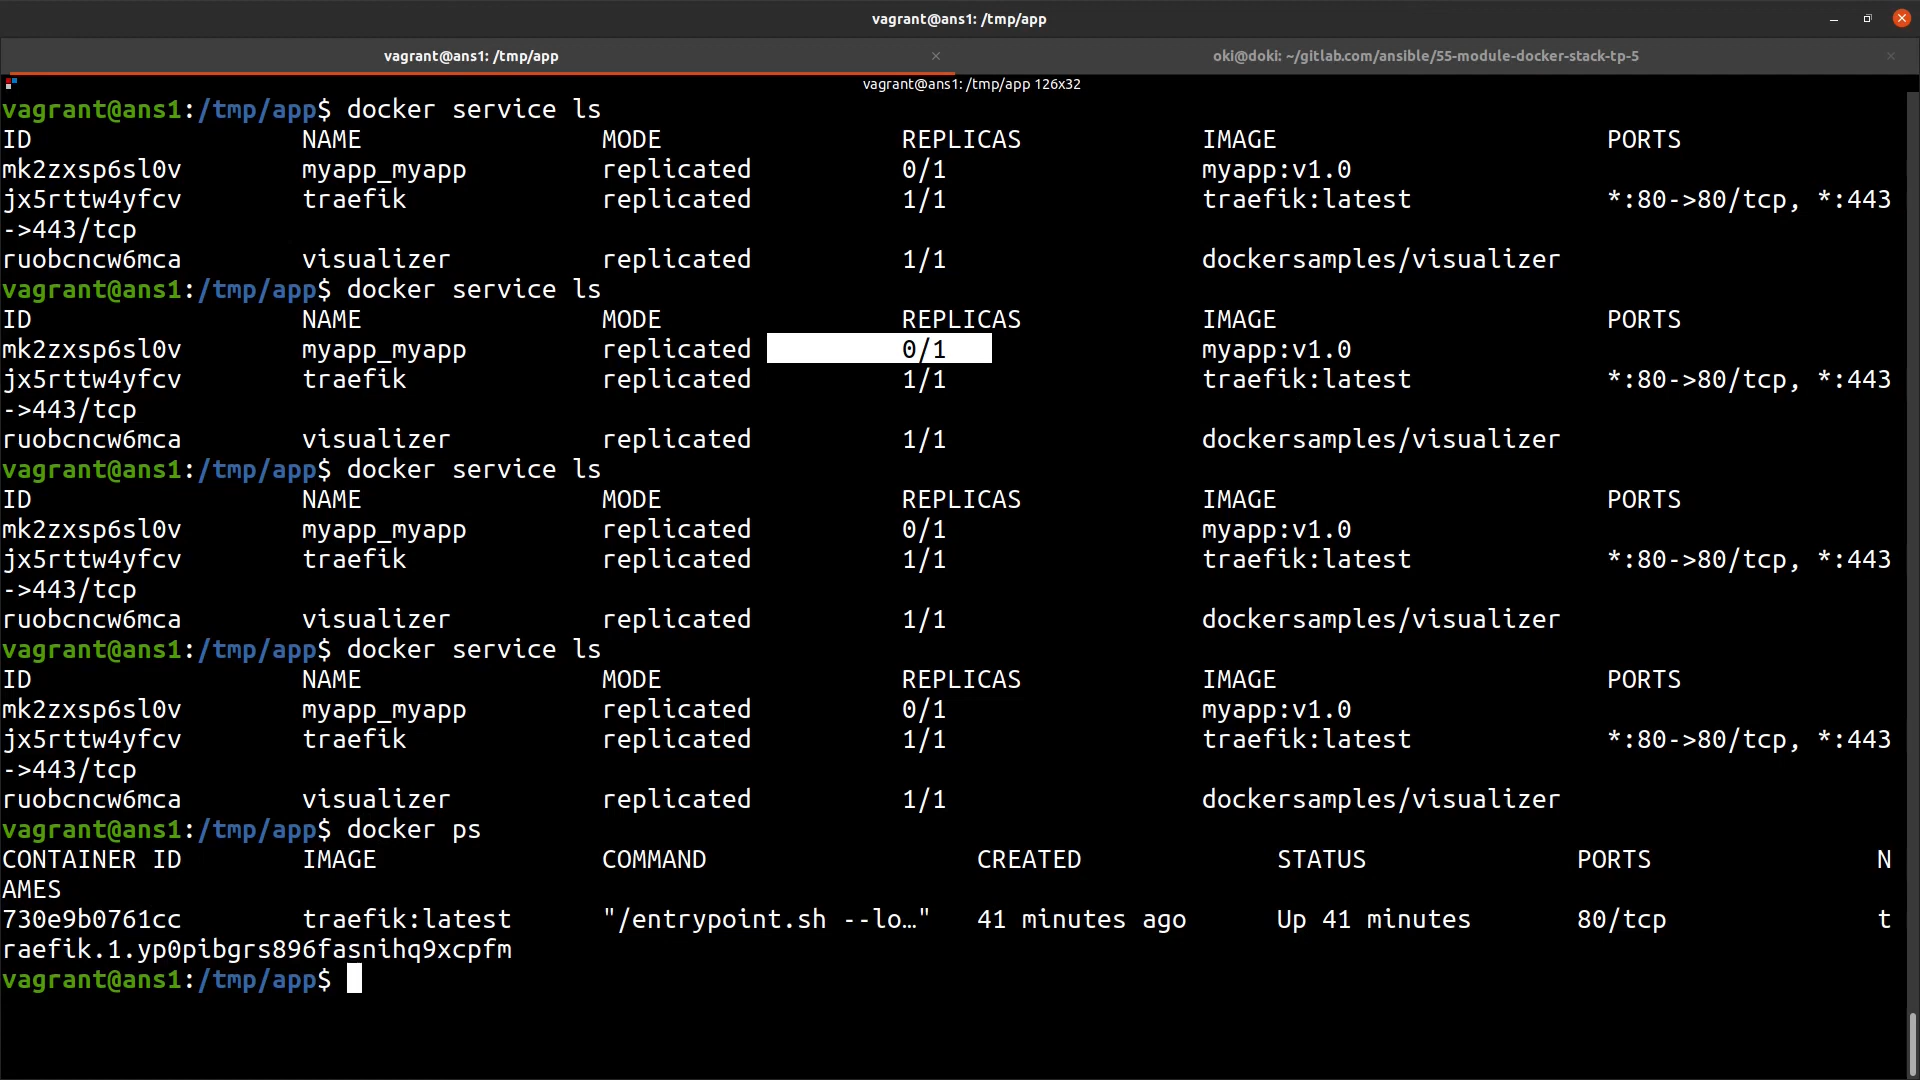 vagrant@ans1: /tmp/app
vagrant@ans1: /tmp/app
oki@doki: ~/gitlab.com/ansible/55-module-docker-stack-tp-5
vagrant@ans1: /tmp/app 126x32
vagrant@ans1:/tmp/app$ docker service ls
ID NAME MODE REPLICAS IMAGE PORTS
mk2zxsp6sl0v myapp_myapp replicated 0/1 myapp:v1.0
jx5rttw4yfcv traefik replicated 1/1 traefik:latest *:80->80/tcp, *:443
->443/tcp
ruobcncw6mca visualizer replicated 1/1 dockersamples/visualizer
vagrant@ans1:/tmp/app$ docker service ls
ID NAME MODE REPLICAS IMAGE PORTS
mk2zxsp6sl0v myapp_myapp replicated 0/1 myapp:v1.0
jx5rttw4yfcv traefik replicated 1/1 traefik:latest *:80->80/tcp, *:443
->443/tcp
ruobcncw6mca visualizer replicated 1/1 dockersamples/visualizer
vagrant@ans1:/tmp/app$ docker service ls
ID NAME MODE REPLICAS IMAGE PORTS
mk2zxsp6sl0v myapp_myapp replicated 0/1 myapp:v1.0
jx5rttw4yfcv traefik replicated 1/1 traefik:latest *:80->80/tcp, *:443
->443/tcp
ruobcncw6mca visualizer replicated 1/1 dockersamples/visualizer
vagrant@ans1:/tmp/app$ docker service ls
ID NAME MODE REPLICAS IMAGE PORTS
mk2zxsp6sl0v myapp_myapp replicated 0/1 myapp:v1.0
jx5rttw4yfcv traefik replicated 1/1 traefik:latest *:80->80/tcp, *:443
->443/tcp
ruobcncw6mca visualizer replicated 1/1 dockersamples/visualizer
vagrant@ans1:/tmp/app$ docker ps
CONTAINER ID IMAGE COMMAND CREATED STATUS PORTS N
AMES
730e9b0761cc traefik:latest "/entrypoint.sh --lo…" 41 minutes ago Up 41 minutes 80/tcp t
raefik.1.yp0pibgrs896fasnihq9xcpfm
vagrant@ans1:/tmp/app$